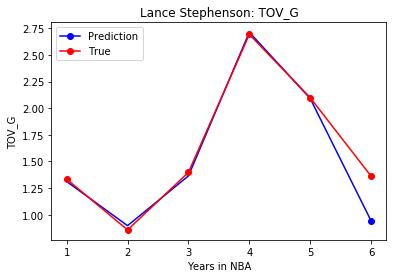 Lance Stephenson: TOV_G
Prediction
True
2.75
2.50
2.25
2.00
1.75
1.50
1.25
1.00
TOV_G
1 2 3 4 5 6
Years in NBA